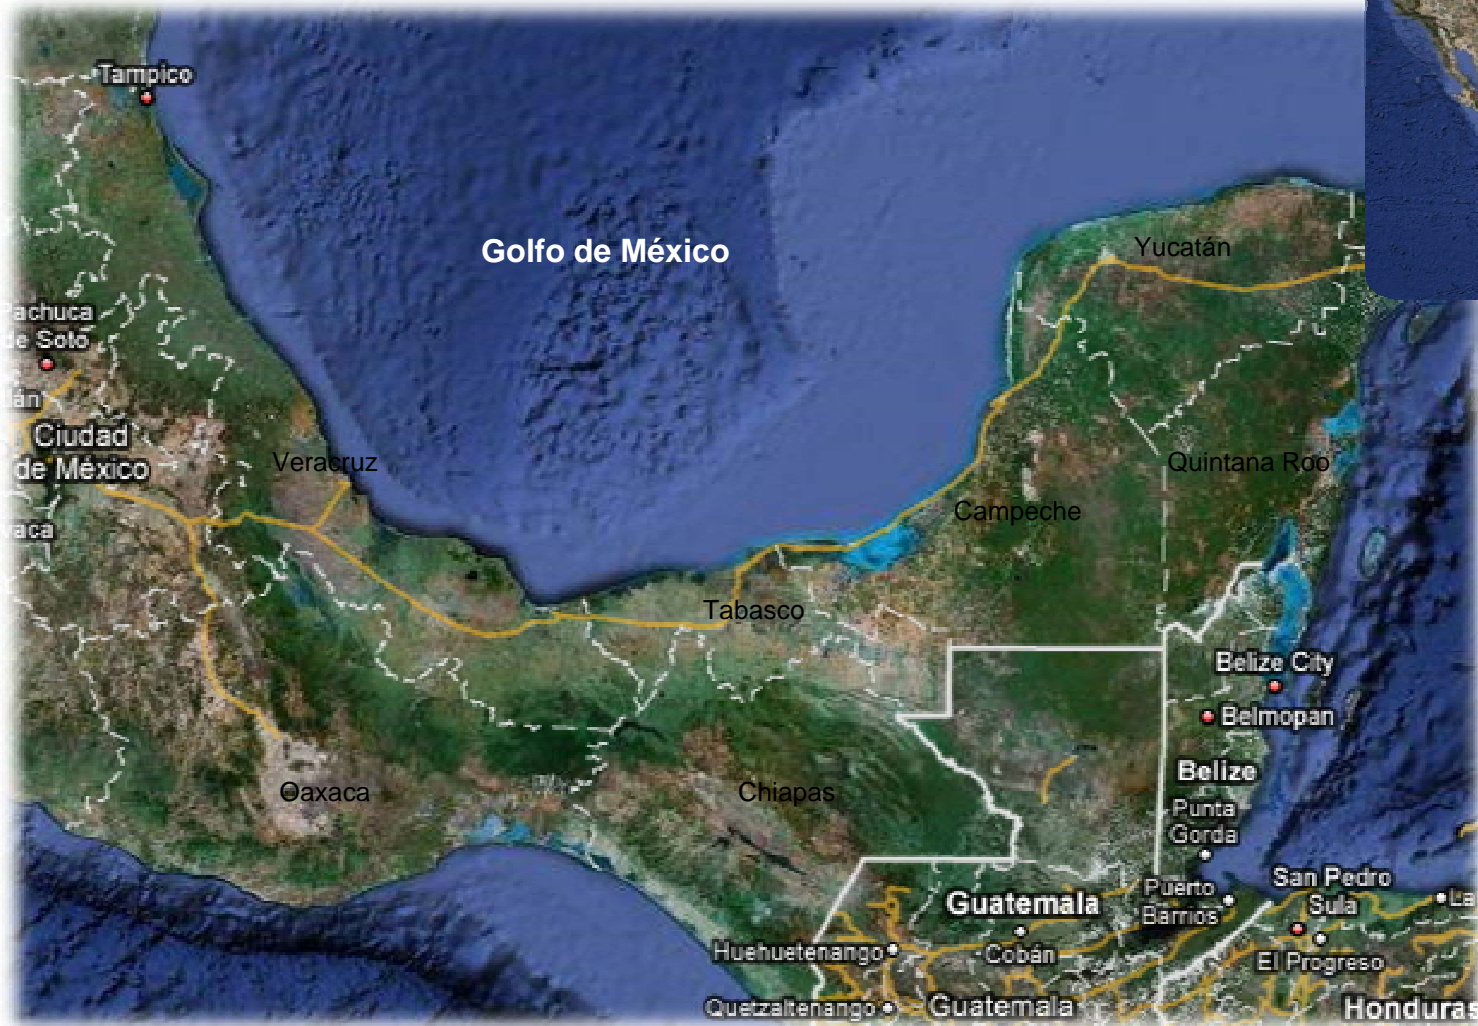 Tampico
Golfo de México
Yucatán
Pachuca
de Soto
Ciudad
de México
Veracruz
Quintana Roo
Campeche
Tabasco
Belize City
Belmopan
Belize
Oaxaca
Chiapas
Punta
Gorda
Guatemala
Puerto
Barrios
San Pedro
Sula
La
Huehuetenango
Cobán
El Progreso
Quetzaltenango
Guatemala
Honduras